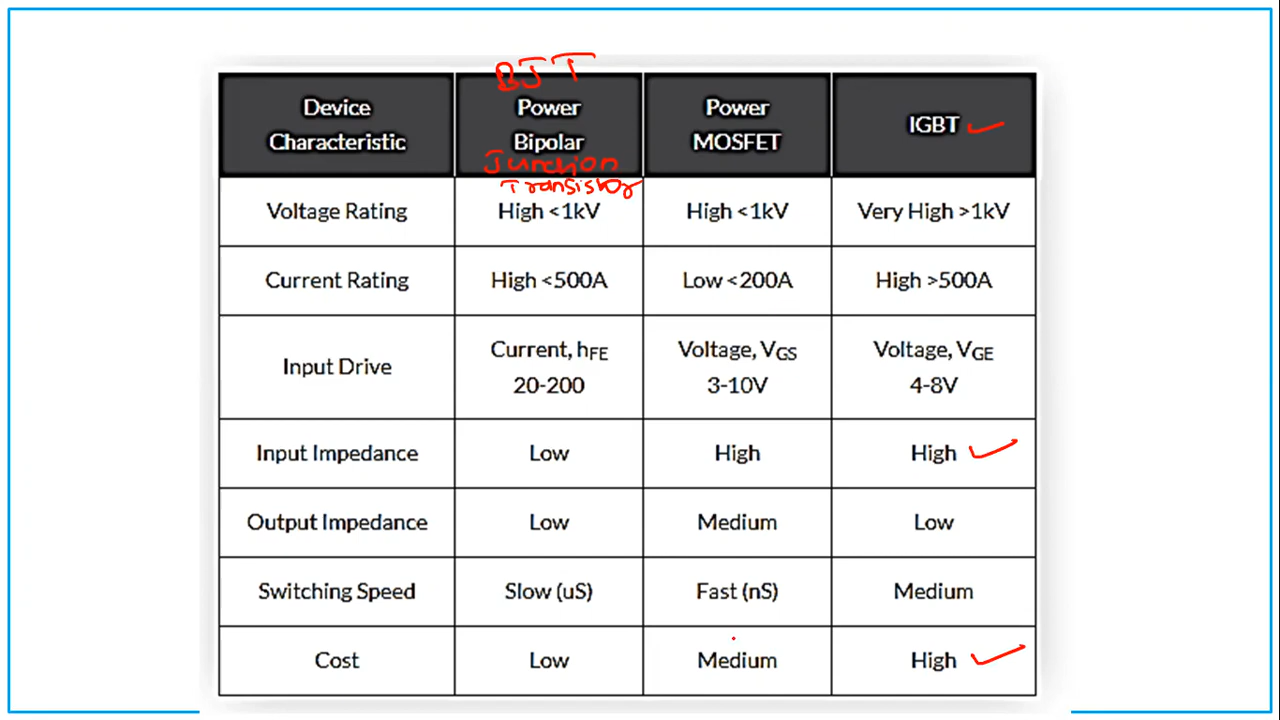 BJT
Device
Characteristic
Power
Bipolar
Junction
Transistor
Power
MOSFET
IGBT
Voltage Rating
High <1kV
High <1kV
Very High >1kV
Current Rating
High <500A
Low <200A
High >500A
Input Drive
Current, hFE
20-200
Voltage, VGS
3-10V
Voltage, VGE
4-8V
Input Impedance
Low
High
High
Output Impedance
Low
Medium
Low
Switching Speed
Slow (uS)
Fast (nS)
Medium
Cost
Low
Medium
High